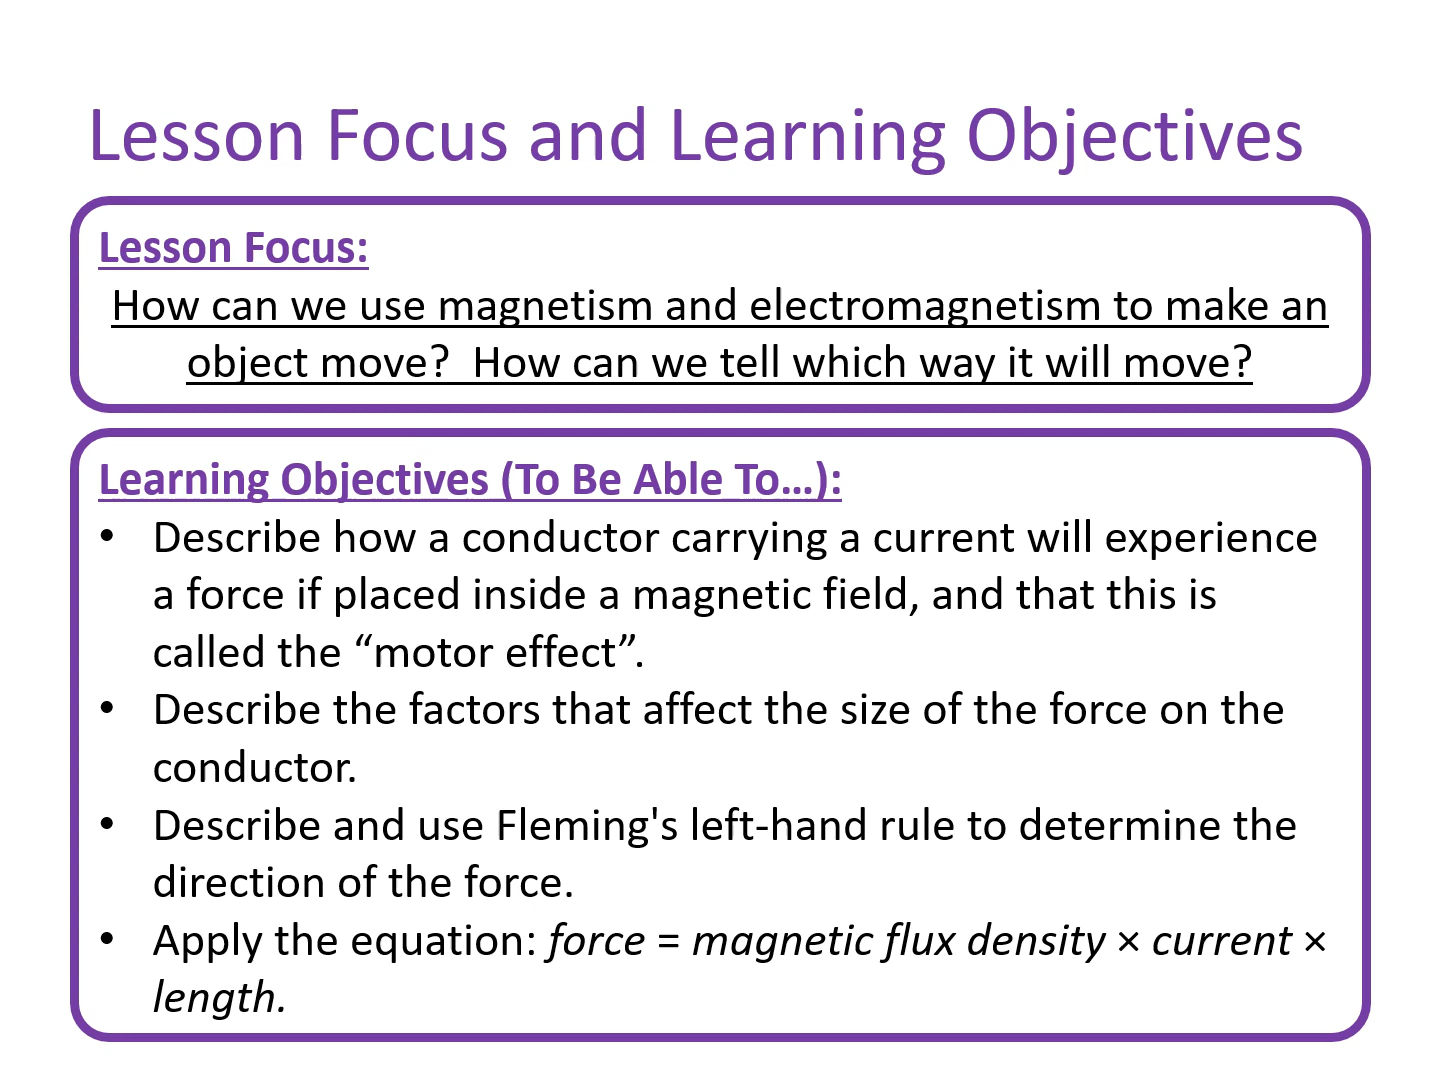 Lesson Focus and Learning Objectives
Lesson Focus:
How can we use magnetism and electromagnetism to make an
object move?  How can we tell which way it will move?
Learning Objectives (To Be Able To…):
• Describe how a conductor carrying a current will experience
a force if placed inside a magnetic field, and that this is
called the “motor effect”.
• Describe the factors that affect the size of the force on the
conductor.
• Describe and use Fleming's left-hand rule to determine the
direction of the force.
• Apply the equation: force = magnetic flux density × current ×
length.